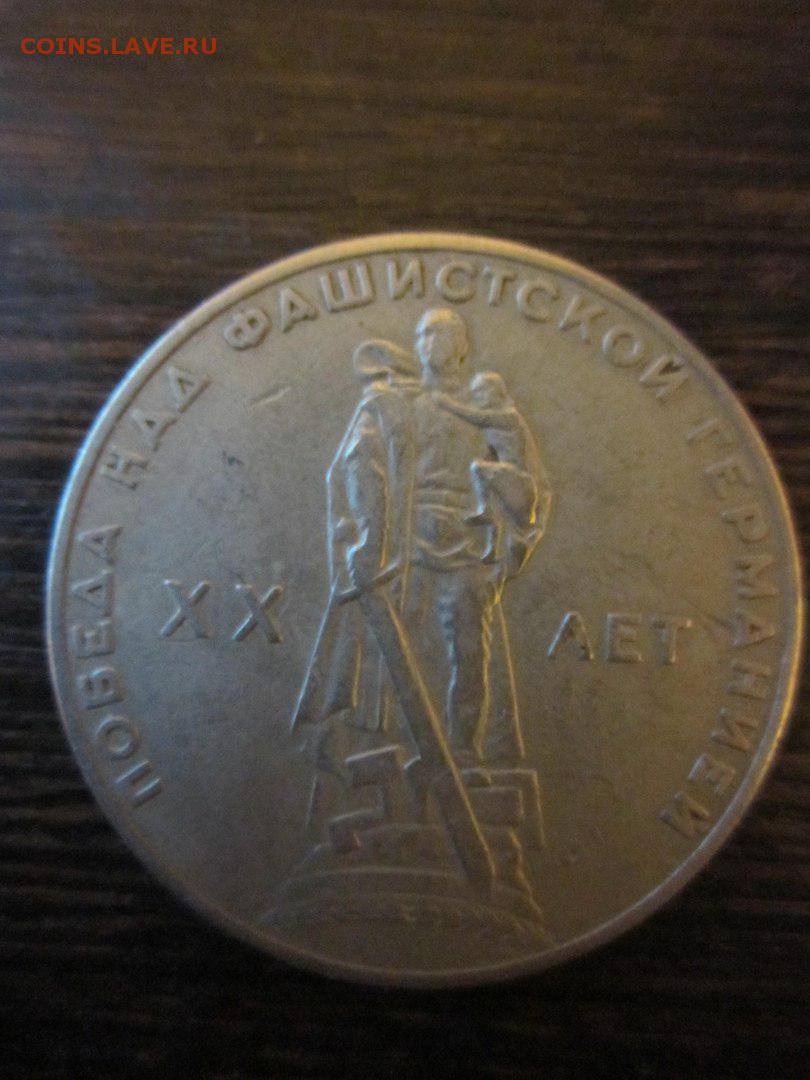 COINS.LAVE.RU
ПОБЕДА НАД ФАШИСТСКОЙ ГЕРМАНИЕЙ
XX ЛЕТ